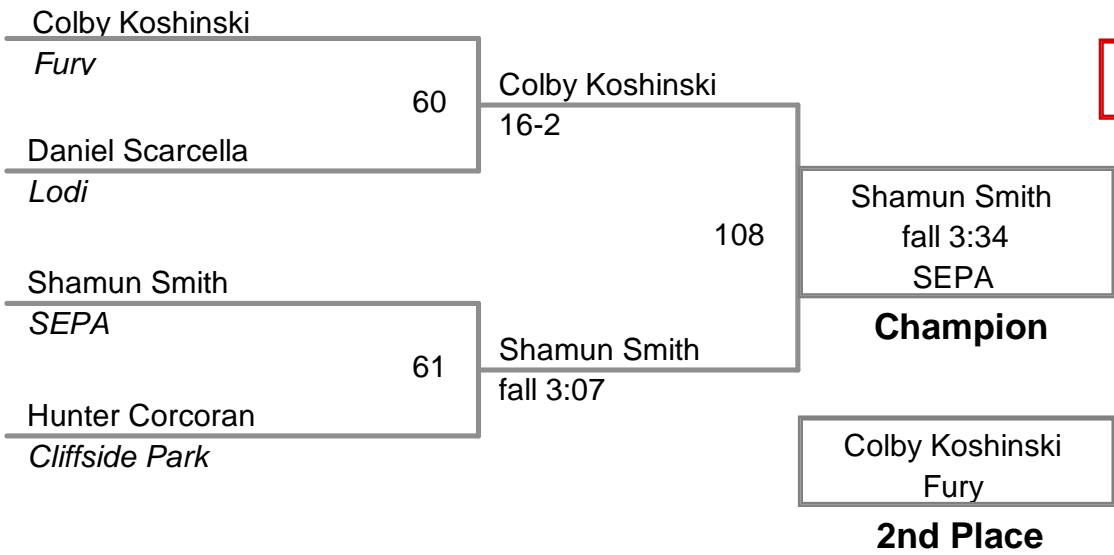 Colby Koshinski
Fury
60
Daniel Scarcella
Lodi
Colby Koshinski
16-2
Shamun Smith
SEPA
61
Hunter Corcoran
Cliffside Park
Shamun Smith
fall 3:07
108
Shamun Smith
fall 3:34
SEPA
Champion
Colby Koshinski
Fury
2nd Place